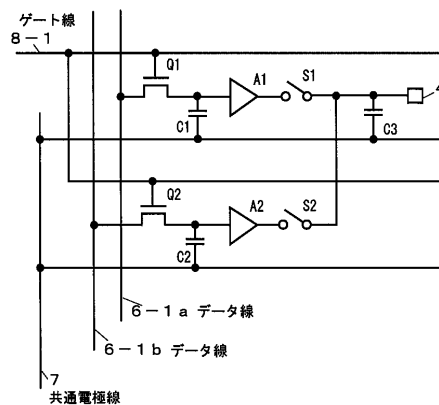 ゲート線
8-1
Q1
A1
S1
4
C1
C3
Q2
A2
S2
C2
6-1a データ線
6-1b データ線
7
共通電極線